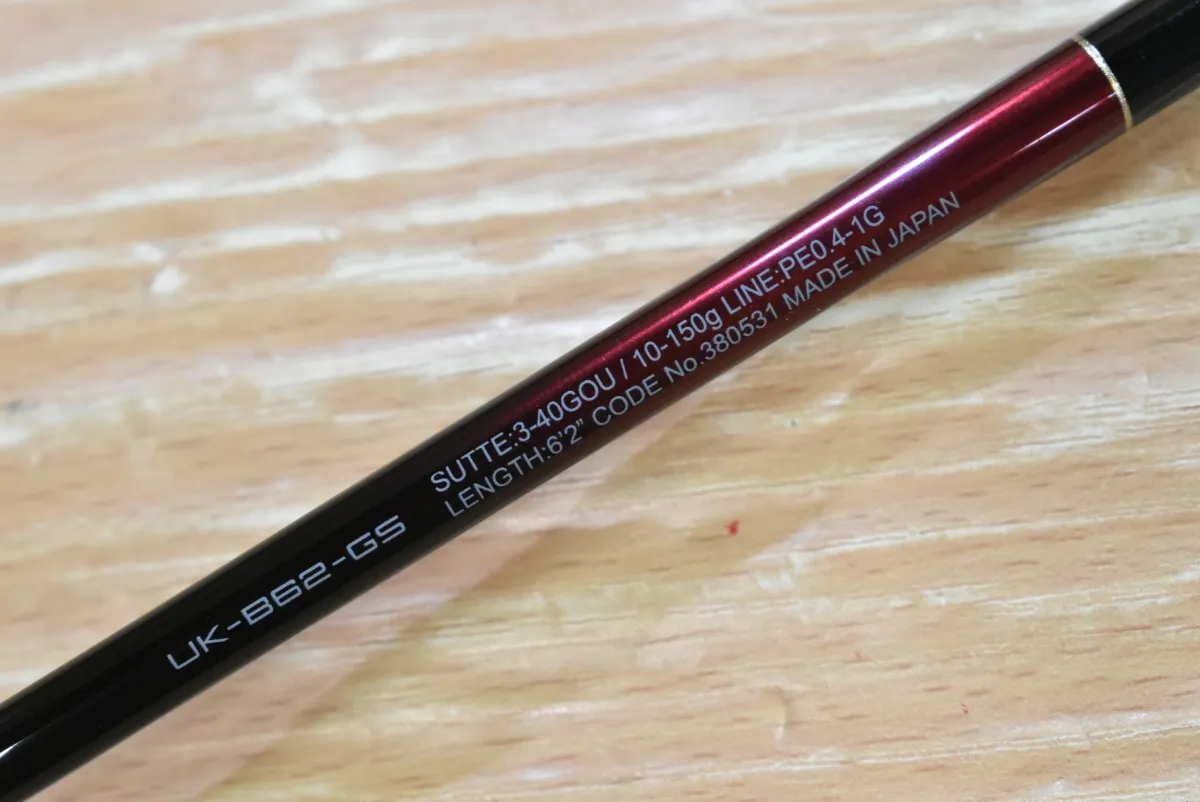 UK-B62-GS
SUTTE:3-40GOU / 10-150g LINE:PE0.4-1G
LENGTH:6'2" CODE No.380531 MADE IN JAPAN